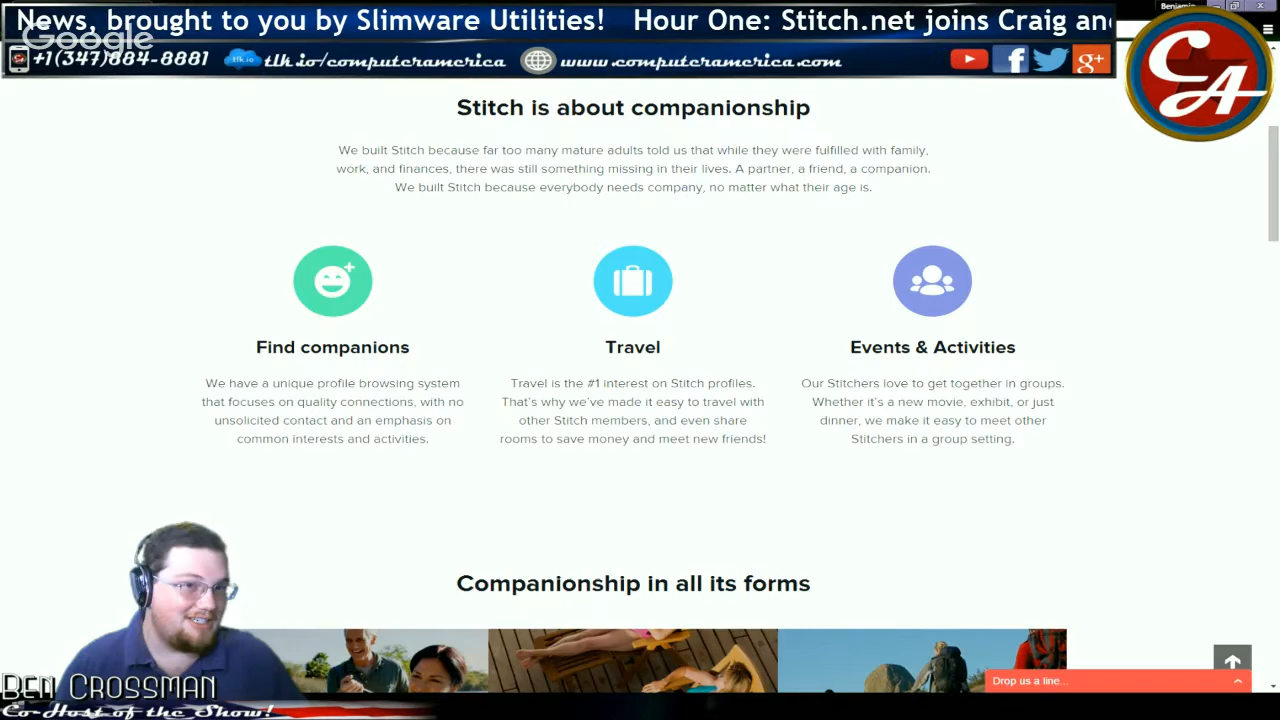 News, brought to you by Slimware Utilities! Hour One: Stitch.net joins Craig an
Benjamin
Google
+1(347)884-8881 tlk.io tlk.io/computeramerica www.computeramerica.com f g+
CA
Stitch is about companionship
We built Stitch because far too many mature adults told us that while they were fulfilled with family,
work, and finances, there was still something missing in their lives. A partner, a friend, a companion.
We built Stitch because everybody needs company, no matter what their age is.
Find companions
We have a unique profile browsing system
that focuses on quality connections, with no
unsolicited contact and an emphasis on
common interests and activities.
Travel
Travel is the #1 interest on Stitch profiles.
That's why we've made it easy to travel with
other Stitch members, and even share
rooms to save money and meet new friends!
Events & Activities
Our Stitchers love to get together in groups.
Whether it's a new movie, exhibit, or just
dinner, we make it easy to meet other
Stitchers in a group setting.
Companionship in all its forms
Drop us a line...
Ben Crossman
Co-Host of the Show!